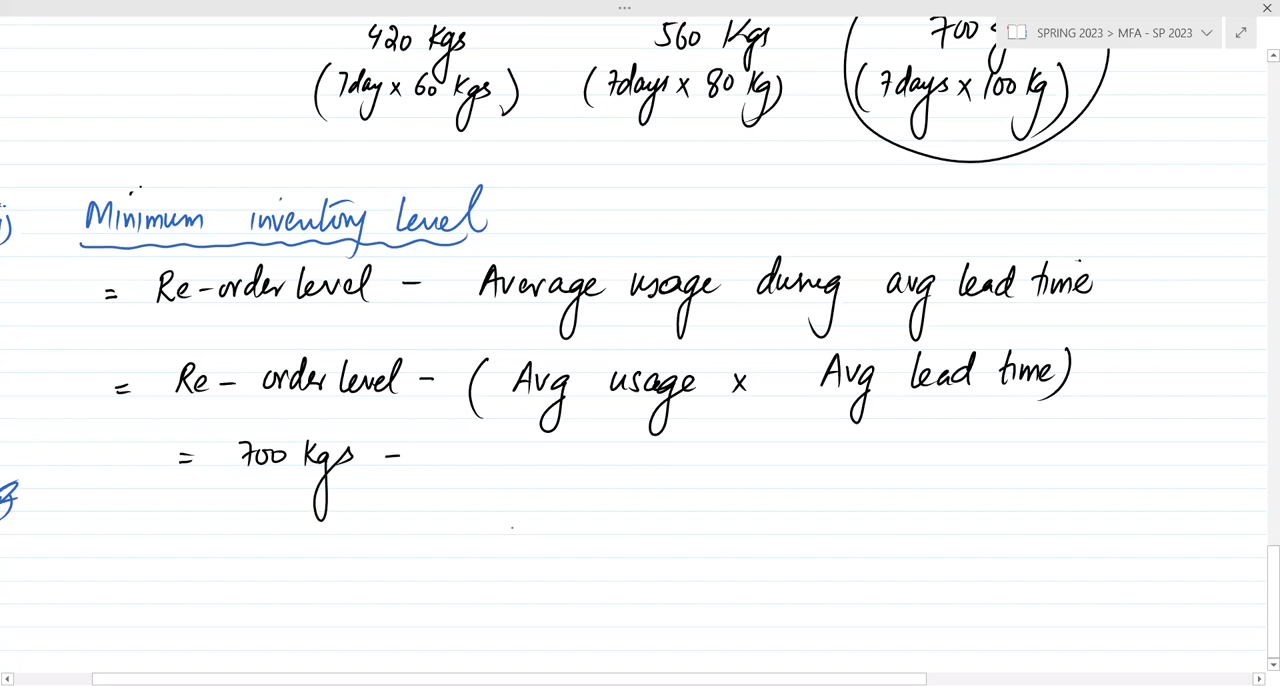 420 Kgs 560 Kgs 700
SPRING 2023 > MFA - SP 2023
(7day x 60 Kgs) (7days x 80 Kg) (7days x 100 Kg)
Minimum inventory Level
= Re-order level - Average usage during avg lead time
= Re-order level - (Avg usage x Avg lead time)
= 700 Kgs -